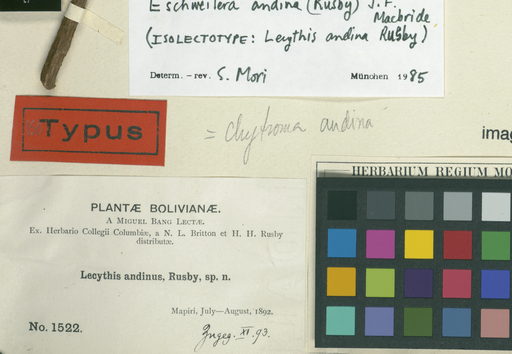 Eschweilera andina (Rusby) J. F.
Macbride
(ISOLECTOTYPE: Lecythis andina Rusby)
Determ. – rev. S. Mori München 1985
Typus
= Chytroma andina
imag
HERBARIUM REGIUM MO
PLANTÆ BOLIVIANÆ.
A MIGUEL BANG LECTÆ.
Ex. Herbario Collegii Columbiæ, a N. L. Britton et H. H. Rusby
distributæ.
Lecythis andinus, Rusby, sp. n.
Mapiri, July—August, 1892.
No. 1522.
Ingeg. XI. 93.